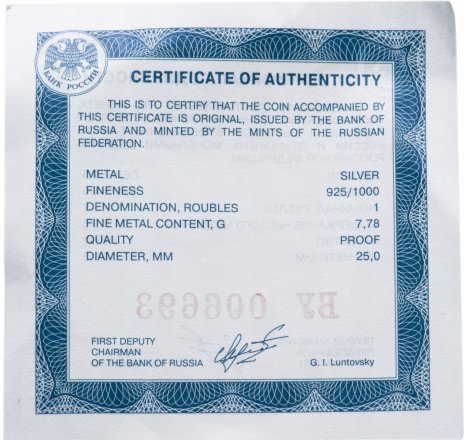 БАНК РОССИИ
CERTIFICATE OF AUTHENTICITY
THIS IS TO CERTIFY THAT THE COIN ACCOMPANIED BY
THIS CERTIFICATE IS ORIGINAL, ISSUED BY THE BANK OF
RUSSIA AND MINTED BY THE MINTS OF THE RUSSIAN
FEDERATION.
METAL SILVER
FINENESS 925/1000
DENOMINATION, ROUBLES 1
FINE METAL CONTENT, G 7,78
QUALITY PROOF
DIAMETER, MM 25,0
ВУ 006693
FIRST DEPUTY
CHAIRMAN
OF THE BANK OF RUSSIA G. I. Luntovsky